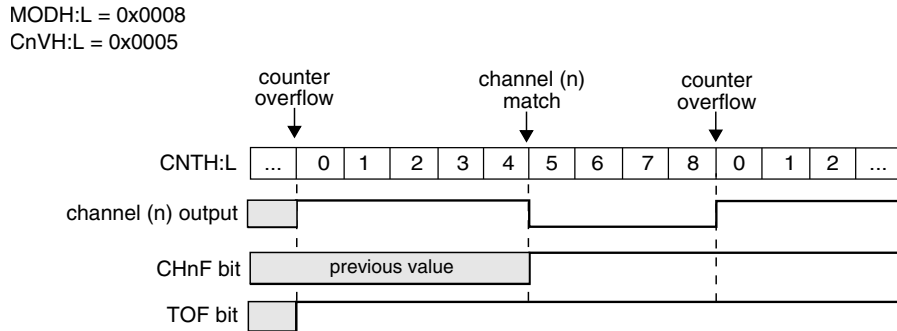 MODH:L = 0x0008
CnVH:L = 0x0005
counter overflow
channel (n) match
counter overflow
CNTH:L ... 0 1 2 3 4 5 6 7 8 0 1 2 ...
channel (n) output
CHnF bit previous value
TOF bit